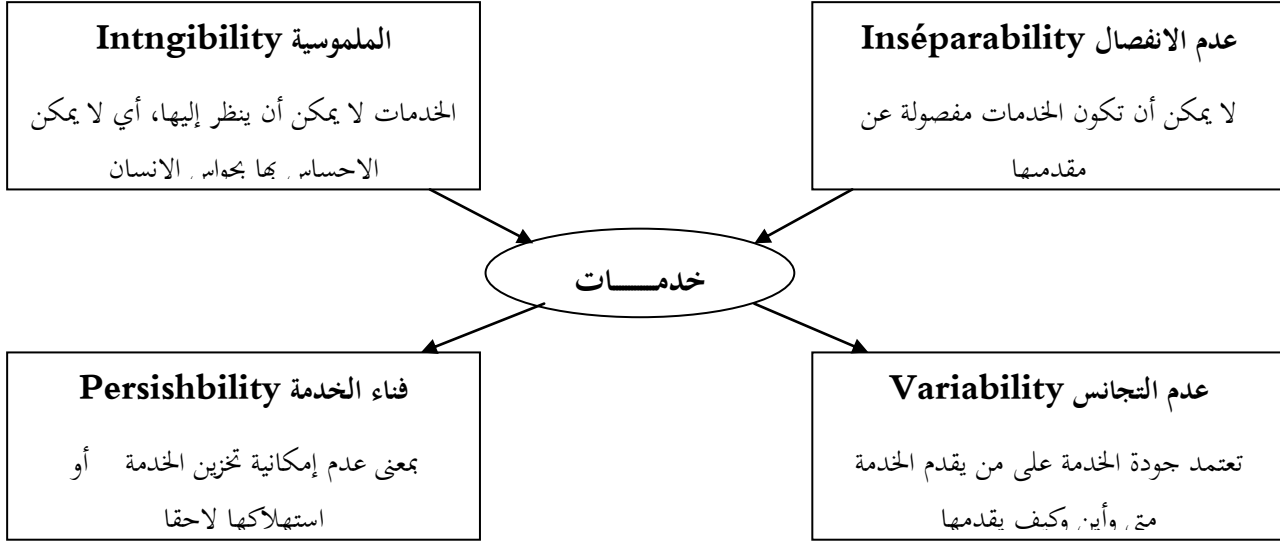 عدم الانفصال Inséparability
لا يمكن أن تكون الخدمات مفصولة عن
مقدميها
الملموسية Intngibility
الخدمات لا يمكن أن ينظر إليها، أي لا يمكن
الاحساس بها بحواس الانسان
خدمـــــات
عدم التجانس Variability
تعتمد جودة الخدمة على من يقدم الخدمة
متى وأين وكيف يقدمها
فناء الخدمة Persishbility
بمعنى عدم إمكانية تخزين الخدمة أو
استهلاكها لاحقا